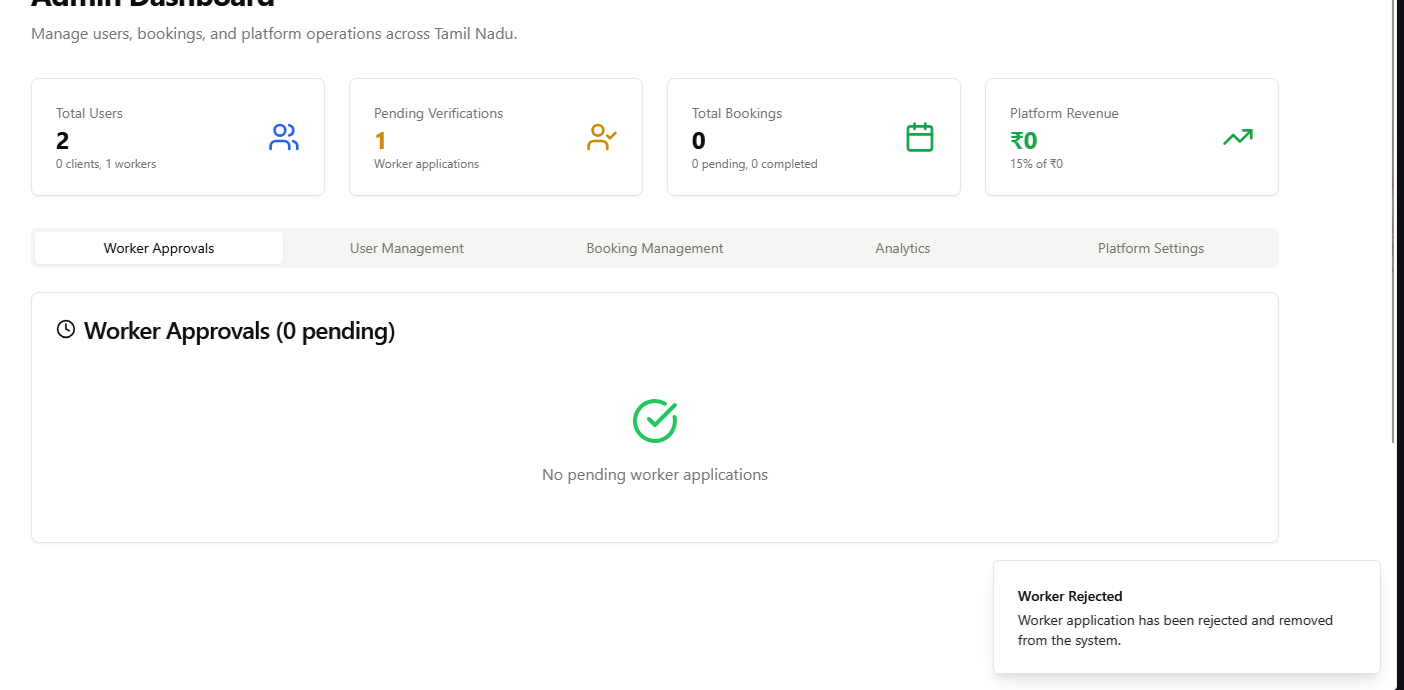 Admin Dashboard
Manage users, bookings, and platform operations across Tamil Nadu.
Total Users
2
0 clients, 1 workers
Pending Verifications
1
Worker applications
Total Bookings
0
0 pending, 0 completed
Platform Revenue
₹0
15% of ₹0
Worker Approvals
User Management
Booking Management
Analytics
Platform Settings
Worker Approvals (0 pending)
No pending worker applications
Worker Rejected
Worker application has been rejected and removed
from the system.